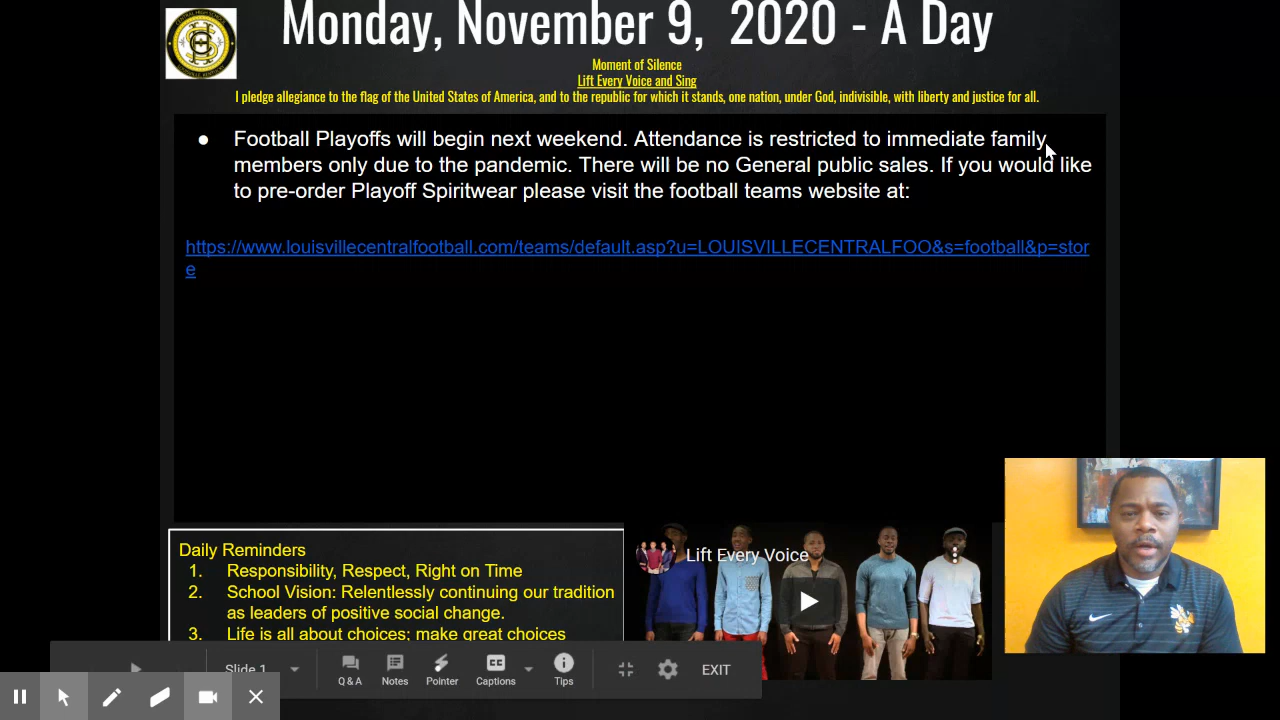 Monday, November 9,  2020 - A Day
Moment of Silence
Lift Every Voice and Sing
I pledge allegiance to the flag of the United States of America, and to the republic for which it stands, one nation, under God, indivisible, with liberty and justice for all.
● Football Playoffs will begin next weekend. Attendance is restricted to immediate family
members only due to the pandemic. There will be no General public sales. If you would like
to pre-order Playoff Spiritwear please visit the football teams website at:
https://www.louisvillecentralfootball.com/teams/default.asp?u=LOUISVILLECENTRALFOO&s=football&p=stor
e
Daily Reminders
1. Responsibility, Respect, Right on Time
2. School Vision: Relentlessly continuing our tradition
as leaders of positive social change.
3. Life is all about choices; make great choices
Lift Every Voice
Slide 1
Q & A
Notes
Pointer
CC
Captions
Tips
EXIT